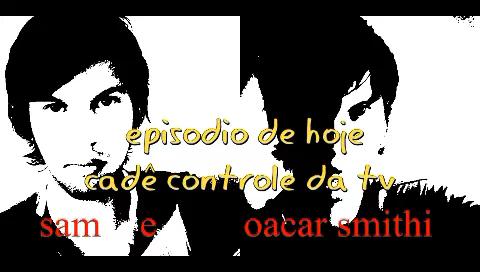 episodio de hoje
cadê controle da tv
sam e oacar smithi